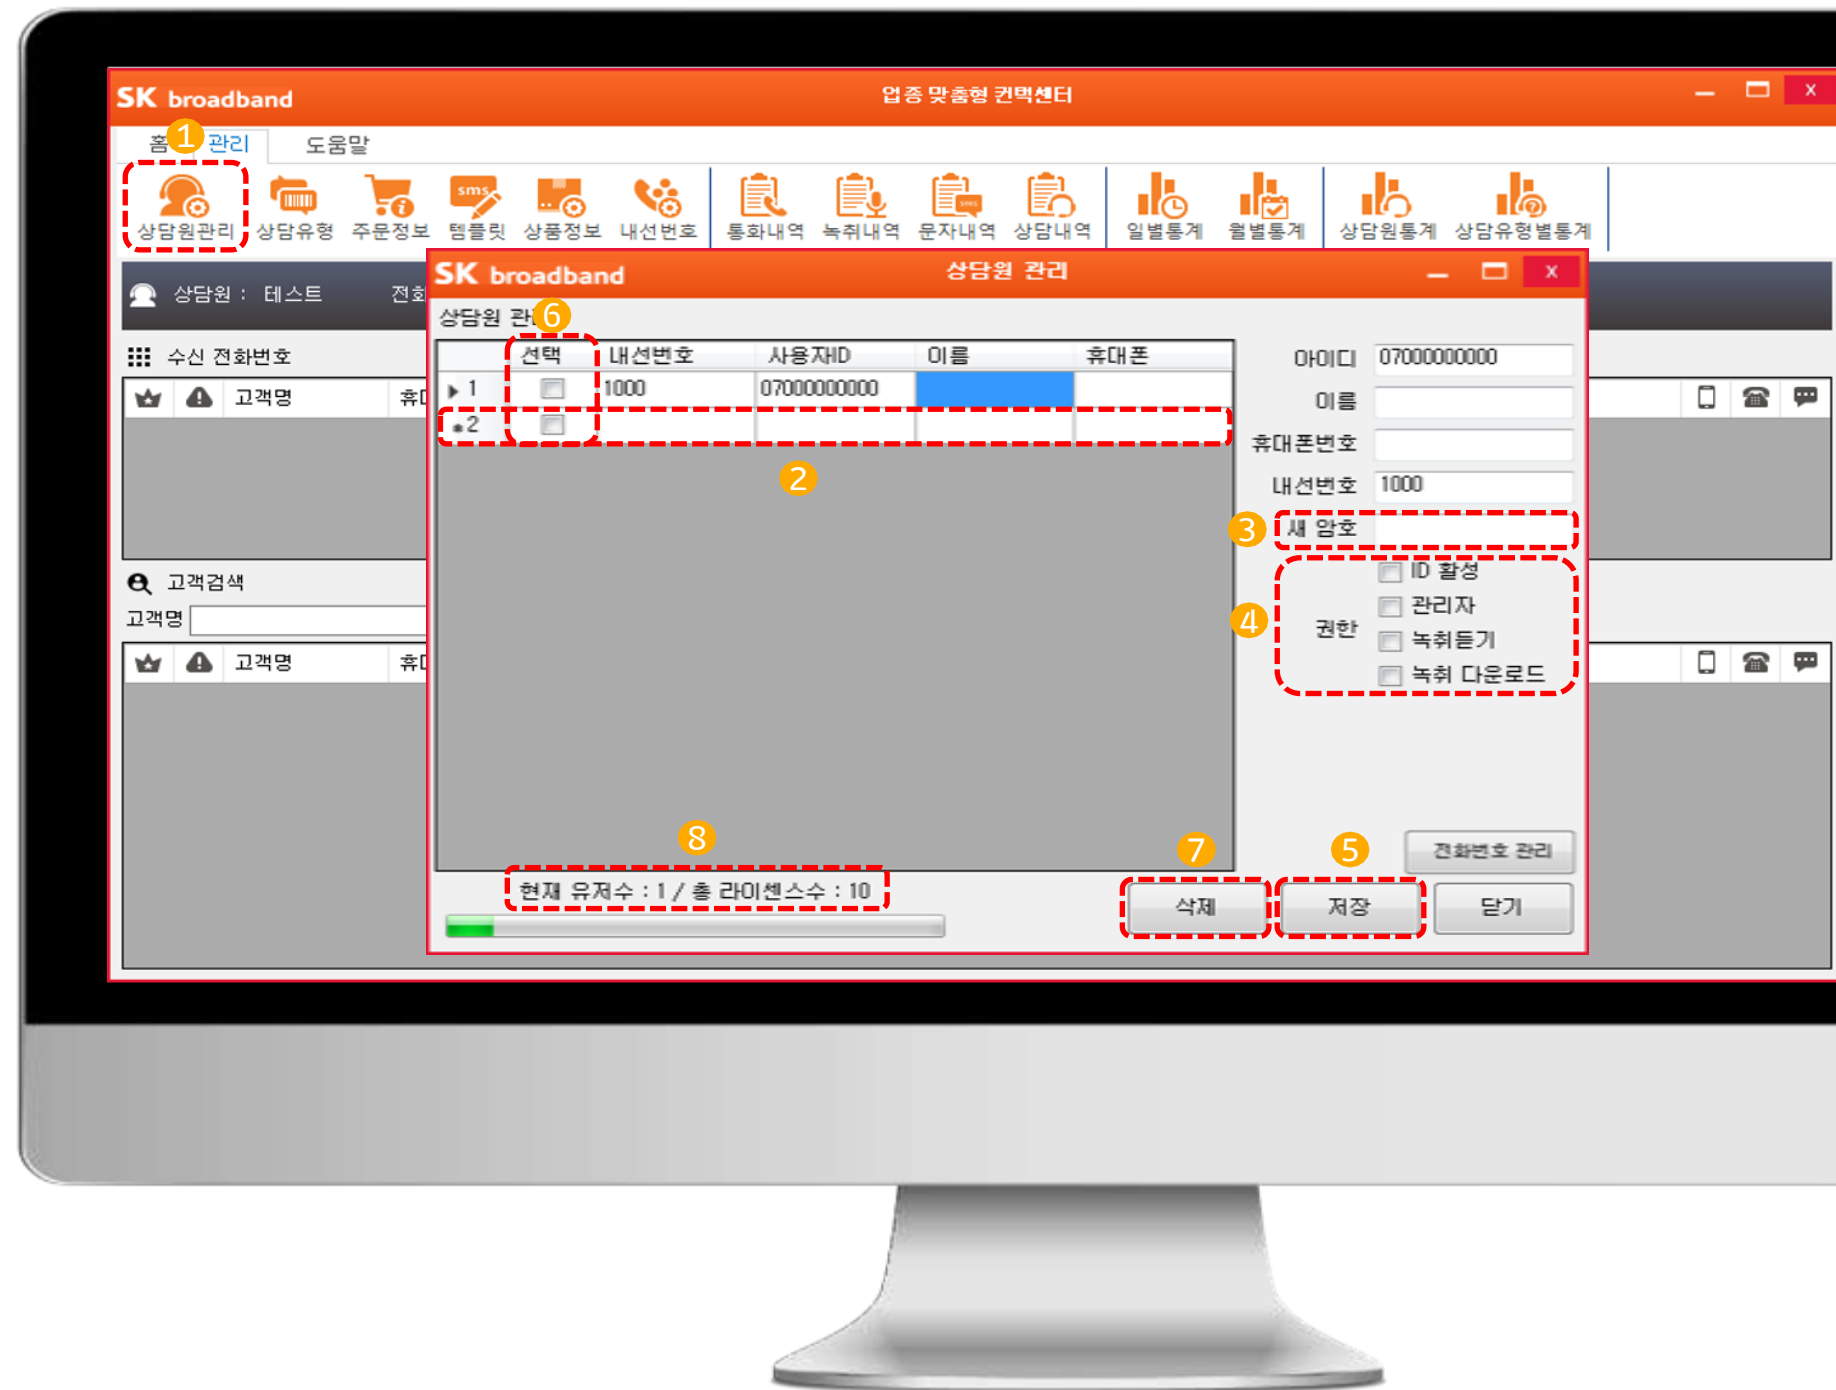 SK broadband 업종 맞춤형 컨택센터 x
홈 1 관리 도움말
sms sms
상담원관리 상담유형 주문정보 템플릿 상품정보 내선번호 통화내역 녹취내역 문자내역 상담내역 일별통계 월별통계 상담원통계 상담유형별통계
SK broadband 상담원 관리 x
상담원 : 테스트 전화
상담원 관 6
수신 전화번호
선택 내선번호 사용자ID 이름 휴대폰
1 1000 07000000000
2
2
아이디 07000000000
이름
휴대폰번호
내선번호 1000
3 새 암호
4 권한
ID 활성
관리자
녹취듣기
녹취 다운로드
고객명
고객검색
고객명
고객명
8 7 5
전화번호 관리
현재 유저수 : 1 / 총 라이센스수 : 10
삭제 저장 닫기